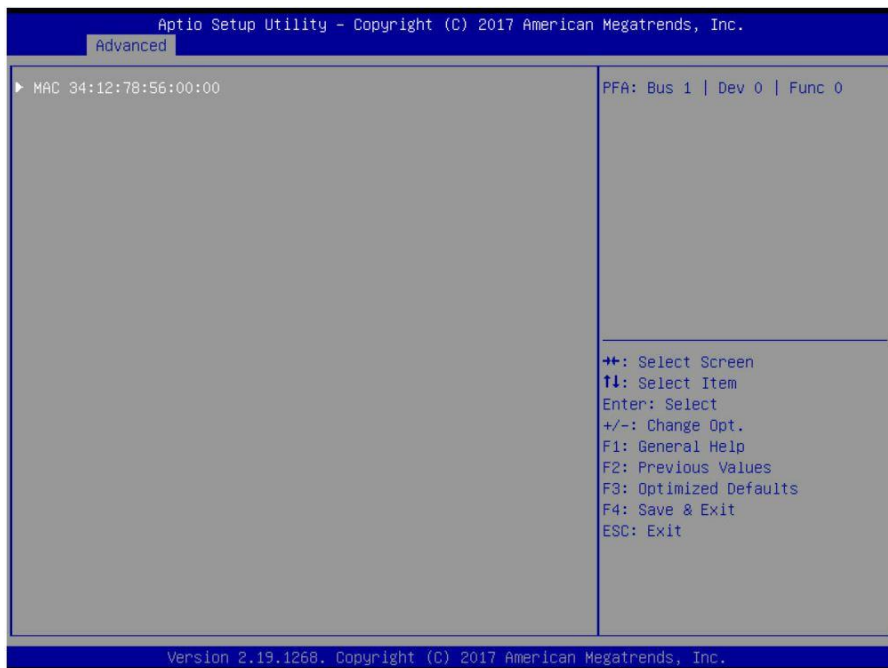 Aptio Setup Utility – Copyright (C) 2017 American Megatrends, Inc.
Advanced
▶ MAC 34:12:78:56:00:00
PFA: Bus 1 | Dev 0 | Func 0
→←: Select Screen
↑↓: Select Item
Enter: Select
+/-: Change Opt.
F1: General Help
F2: Previous Values
F3: Optimized Defaults
F4: Save & Exit
ESC: Exit
Version 2.19.1268. Copyright (C) 2017 American Megatrends, Inc.